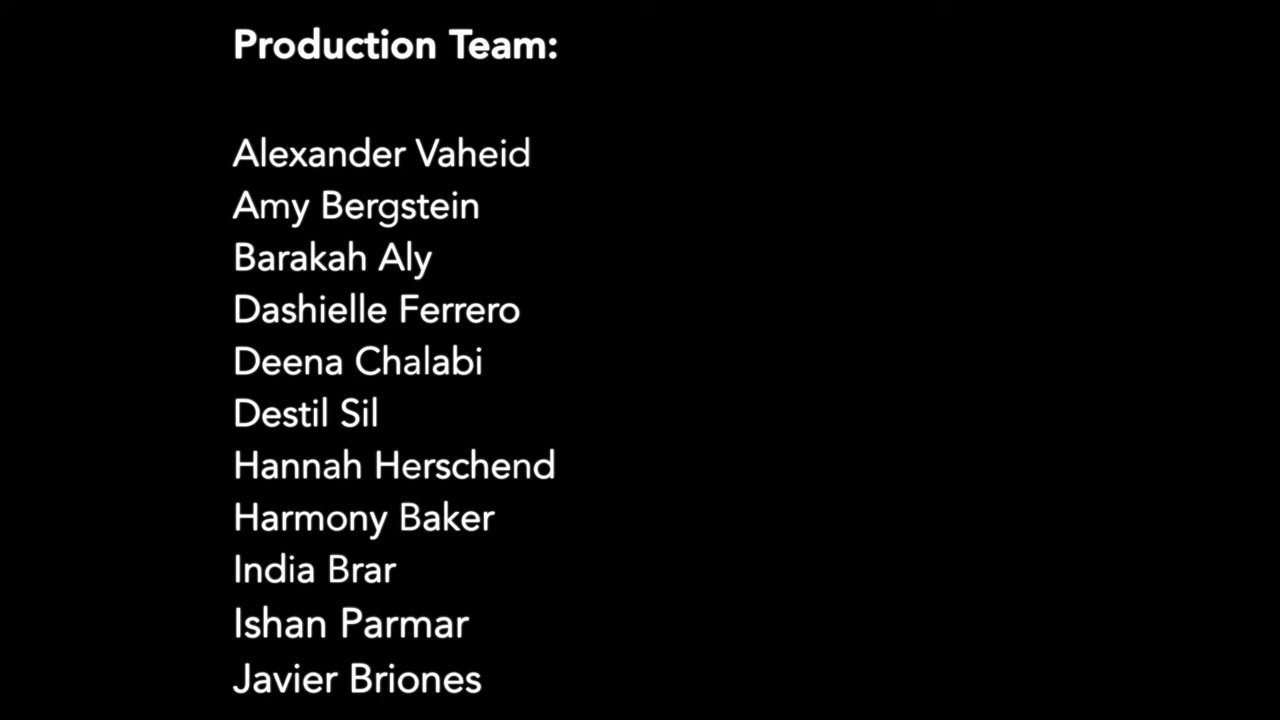 Production Team:
Alexander Vaheid
Amy Bergstein
Barakah Aly
Dashielle Ferrero
Deena Chalabi
Destil Sil
Hannah Herschend
Harmony Baker
India Brar
Ishan Parmar
Javier Briones